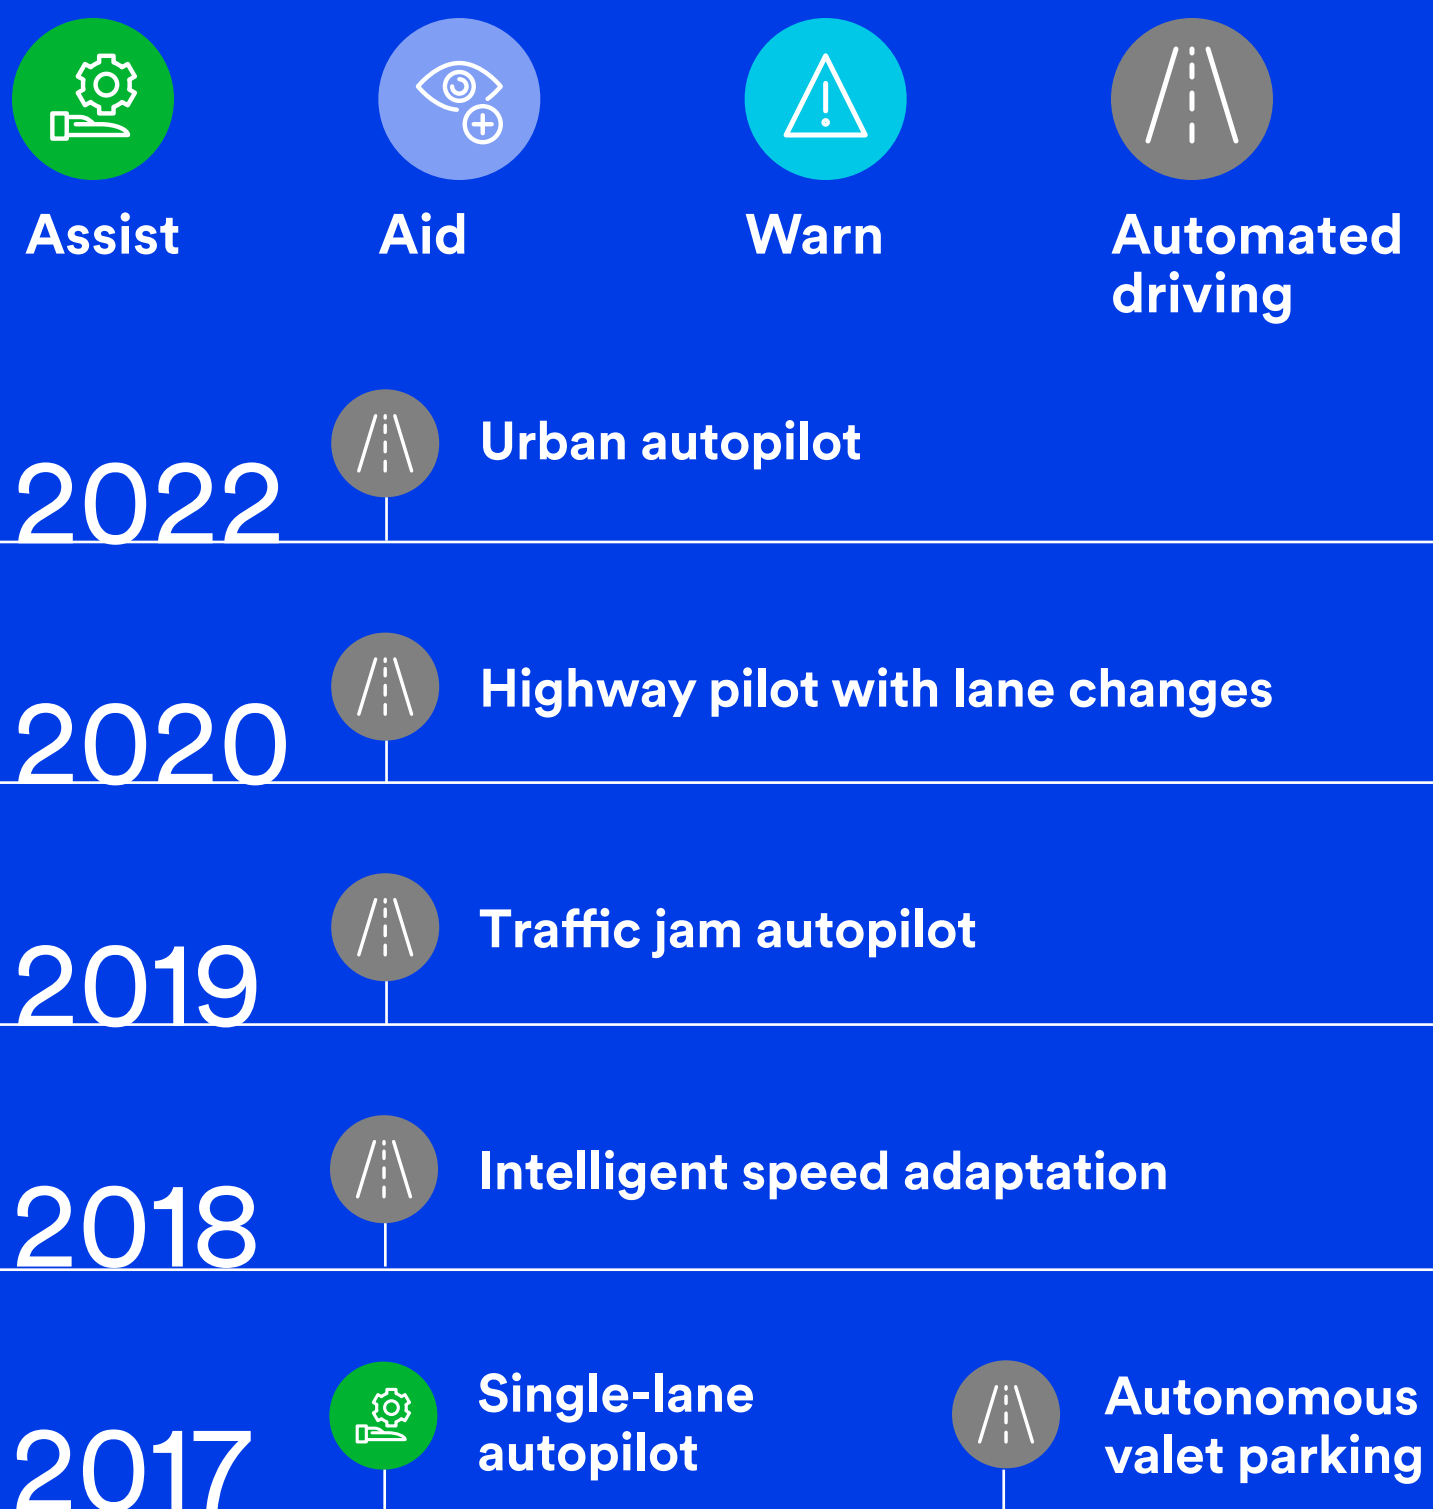 Assist
Aid
Warn
Automated
driving
2022
Urban autopilot
2020
Highway pilot with lane changes
2019
Traffic jam autopilot
2018
Intelligent speed adaptation
2017
Single-lane
autopilot
Autonomous
valet parking